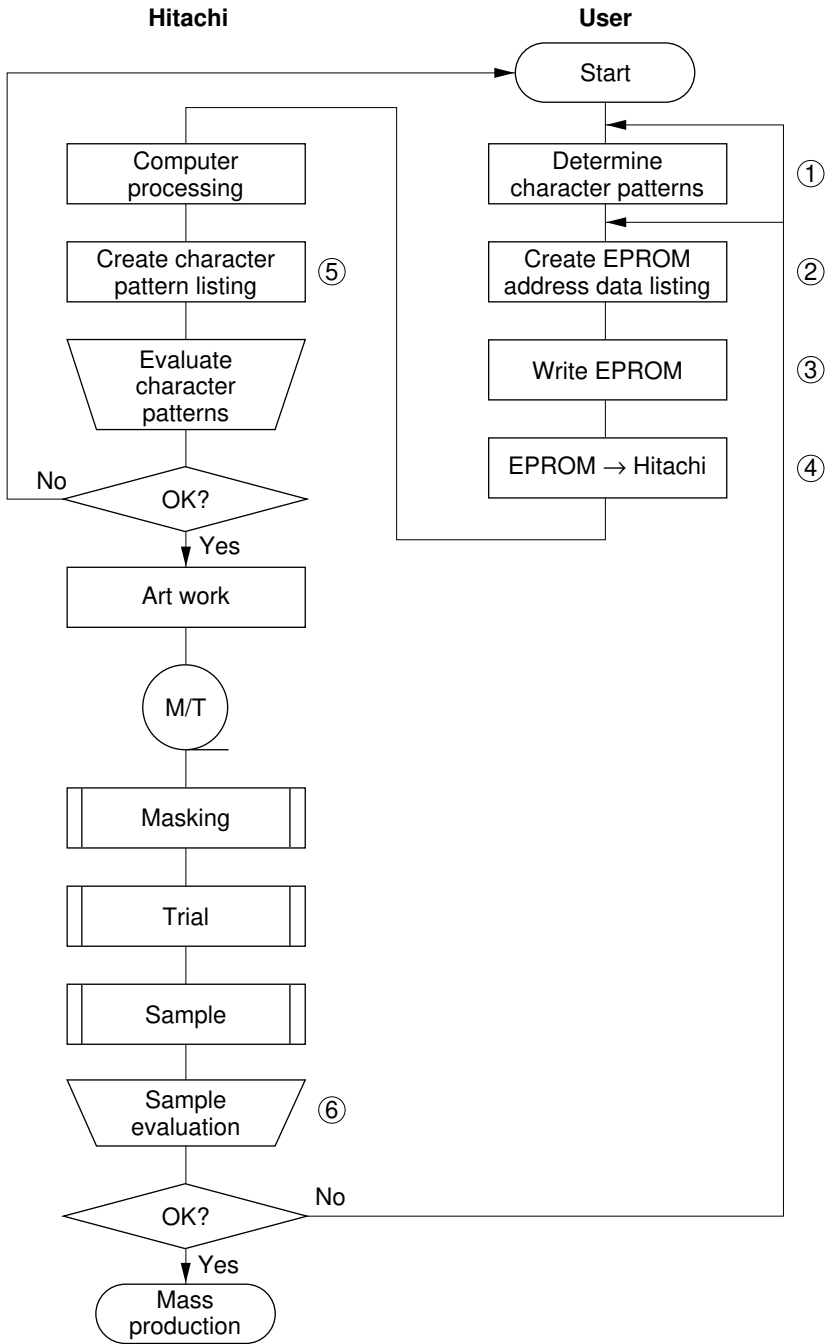 Hitachi
User
Start
Computer
processing
Determine
character patterns
①
Create character
pattern listing
⑤
Create EPROM
address data listing
②
Evaluate
character
patterns
Write EPROM
③
EPROM → Hitachi
④
No
OK?
Yes
Art work
M/T
Masking
Trial
Sample
Sample
evaluation
⑥
No
OK?
Yes
Mass
production